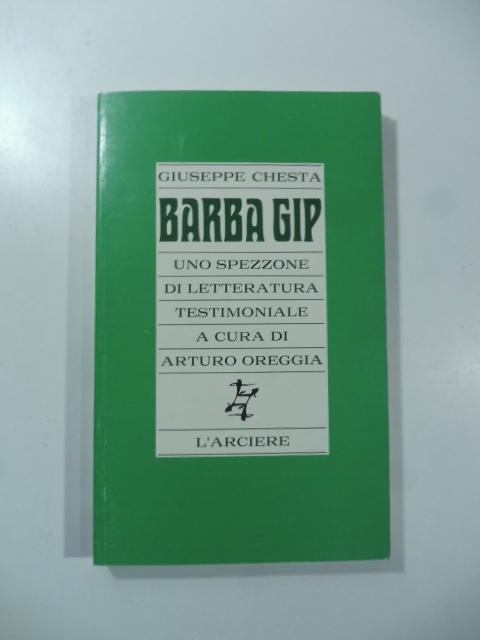 GIUSEPPE CHESTA
BARBA GIP
UNO SPEZZONE
DI LETTERATURA
TESTIMONIALE
A CURA DI
ARTURO OREGGIA
L'ARCIERE